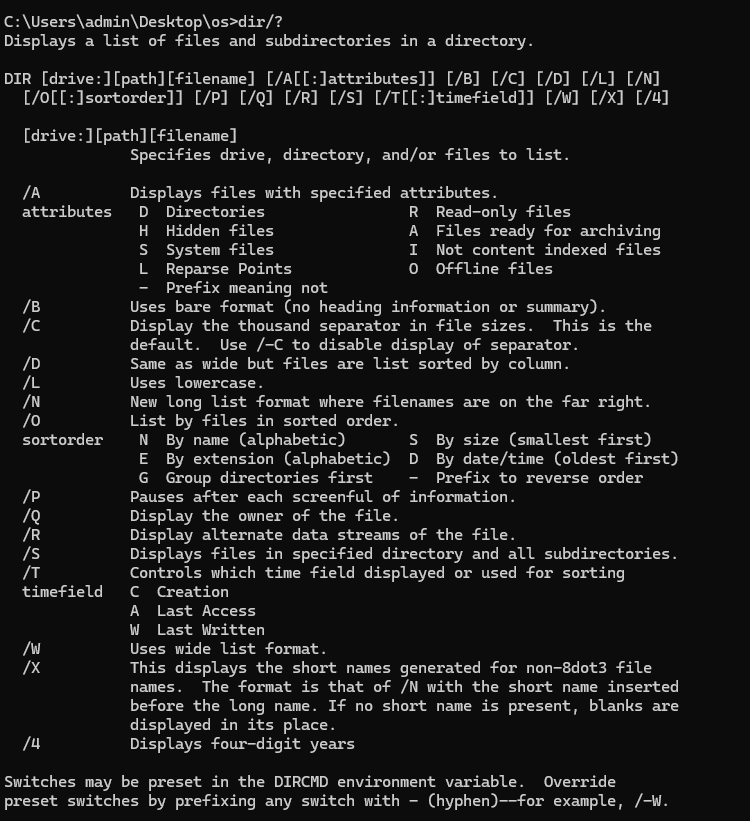 C:\Users\admin\Desktop\os>dir/?
Displays a list of files and subdirectories in a directory.

DIR [drive:][path][filename] [/A[[:]attributes]] [/B] [/C] [/D] [/L] [/N]
  [/O[[:]sortorder]] [/P] [/Q] [/R] [/S] [/T[[:]timefield]] [/W] [/X] [/4]

  [drive:][path][filename]
              Specifies drive, directory, and/or files to list.

  /A          Displays files with specified attributes.
  attributes   D  Directories                R  Read-only files
               H  Hidden files               A  Files ready for archiving
               S  System files               I  Not content indexed files
               L  Reparse Points             O  Offline files
               -  Prefix meaning not
  /B          Uses bare format (no heading information or summary).
  /C          Display the thousand separator in file sizes.  This is the
              default.  Use /-C to disable display of separator.
  /D          Same as wide but files are list sorted by column.
  /L          Uses lowercase.
  /N          New long list format where filenames are on the far right.
  /O          List by files in sorted order.
  sortorder    N  By name (alphabetic)       S  By size (smallest first)
               E  By extension (alphabetic)  D  By date/time (oldest first)
               G  Group directories first    -  Prefix to reverse order
  /P          Pauses after each screenful of information.
  /Q          Display the owner of the file.
  /R          Display alternate data streams of the file.
  /S          Displays files in specified directory and all subdirectories.
  /T          Controls which time field displayed or used for sorting
  timefield   C  Creation
              A  Last Access
              W  Last Written
  /W          Uses wide list format.
  /X          This displays the short names generated for non-8dot3 file
              names.  The format is that of /N with the short name inserted
              before the long name. If no short name is present, blanks are
              displayed in its place.
  /4          Displays four-digit years

Switches may be preset in the DIRCMD environment variable.  Override
preset switches by prefixing any switch with - (hyphen)--for example, /-W.